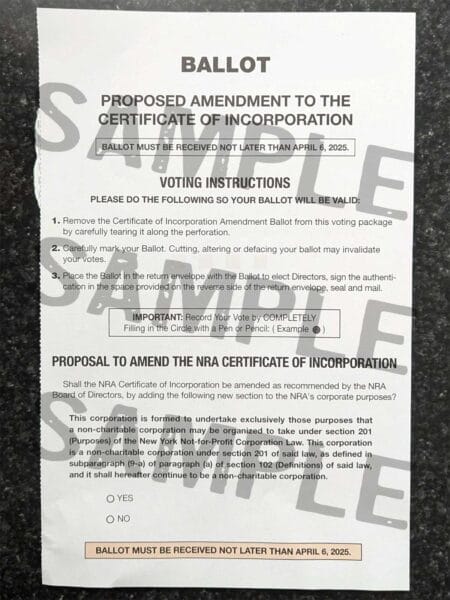 BALLOT
PROPOSED AMENDMENT TO THE
CERTIFICATE OF INCORPORATION
BALLOT MUST BE RECEIVED NOT LATER THAN APRIL 6, 2025.
SAMPLE
VOTING INSTRUCTIONS
PLEASE DO THE FOLLOWING SO YOUR BALLOT WILL BE VALID:
1. Remove the Certificate of Incorporation Amendment Ballot from this voting package
by carefully tearing it along the perforation.
2. Carefully mark your Ballot. Cutting, altering or defacing your ballot may invalidate
your votes.
3. Place the Ballot in the return envelope with the Ballot to elect Directors, sign the authenti-
cation in the space provided on the reverse side of the return envelope, seal and mail.
SAMPLE
IMPORTANT: Record Your Vote by COMPLETELY
Filling in the Circle with a Pen or Pencil: ( Example ● )
PROPOSAL TO AMEND THE NRA CERTIFICATE OF INCORPORATION
Shall the NRA Certificate of Incorporation be amended as recommended by the NRA
Board of Directors, by adding the following new section to the NRA's corporate purposes?
SAMPLE
This corporation is formed to undertake exclusively those purposes that
a non-charitable corporation may be organized to take under section 201
(Purposes) of the New York Not-for-Profit Corporation Law. This corporation
is a non-charitable corporation under section 201 of said law, as defined in
subparagraph (9-a) of paragraph (a) of section 102 (Definitions) of said law,
and it shall hereafter continue to be a non-charitable corporation.
YES
NO
BALLOT MUST BE RECEIVED NOT LATER THAN APRIL 6, 2025.